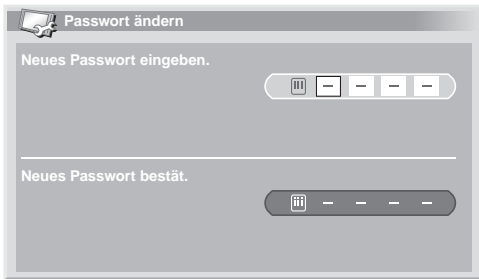 Passwort ändern
Neues Passwort eingeben.
– – – –
Neues Passwort bestät.
– – – –